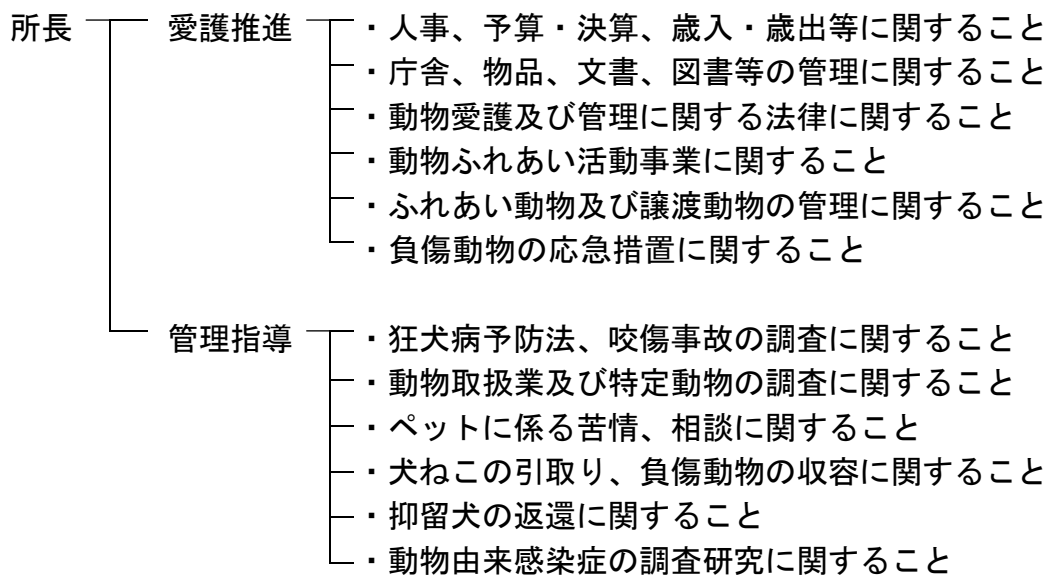 所長 愛護推進 ・人事、予算・決算、歳入・歳出等に関すること
・庁舎、物品、文書、図書等の管理に関すること
・動物愛護及び管理に関する法律に関すること
・動物ふれあい活動事業に関すること
・ふれあい動物及び譲渡動物の管理に関すること
・負傷動物の応急措置に関すること
管理指導 ・狂犬病予防法、咬傷事故の調査に関すること
・動物取扱業及び特定動物の調査に関すること
・ペットに係る苦情、相談に関すること
・犬ねこの引取り、負傷動物の収容に関すること
・抑留犬の返還に関すること
・動物由来感染症の調査研究に関すること